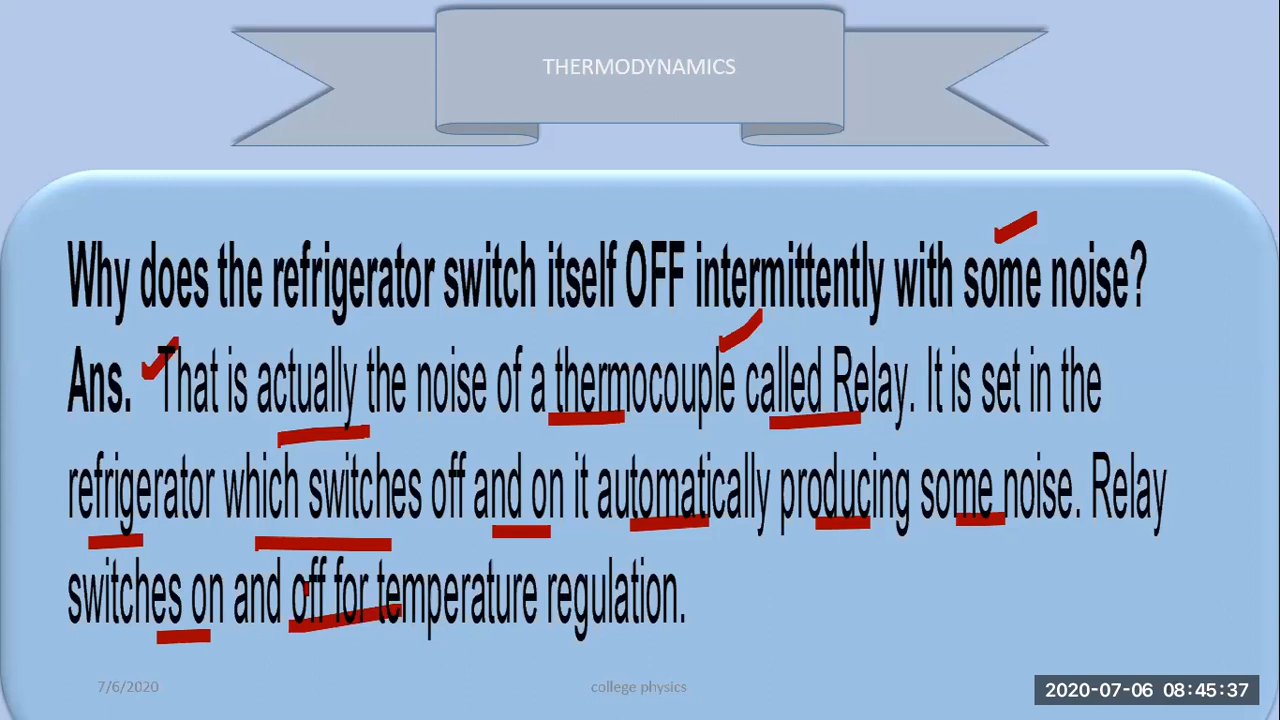 THERMODYNAMICS
Why does the refrigerator switch itself OFF intermittently with some noise?
Ans. That is actually the noise of a thermocouple called Relay. It is set in the
refrigerator which switches off and on it automatically producing some noise. Relay
switches on and off for temperature regulation.
7/6/2020
college physics
2020-07-06 08:45:37